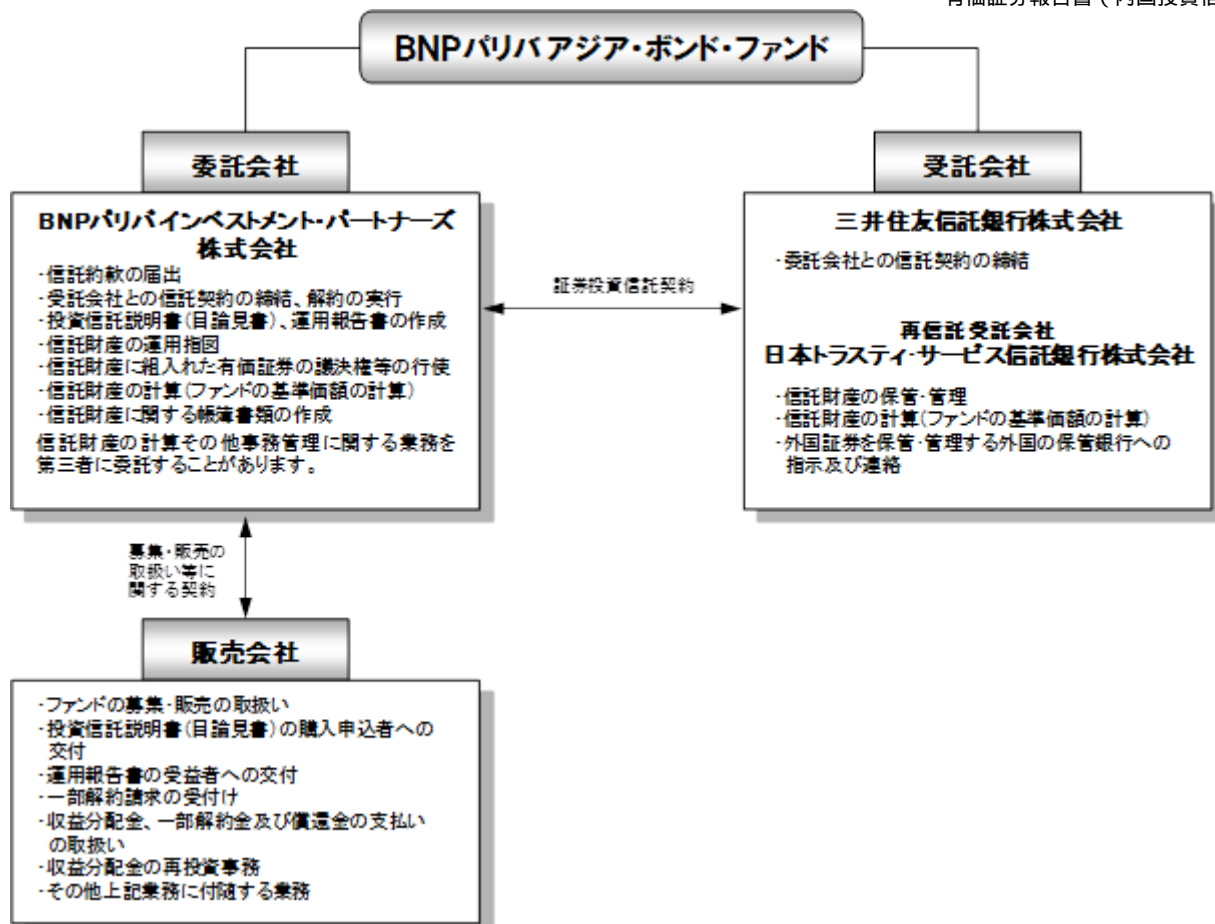 有価証券報告書(内国投資信
BNPパリバ アジア・ボンド・ファンド
委託会社
BNPパリバ インベストメント・パートナーズ
株式会社
・信託約款の届出
・受託会社との信託契約の締結、解約の実行
・投資信託説明書(目論見書)、運用報告書の作成
・信託財産の運用指図
・信託財産に組入れた有価証券の議決権等の行使
・信託財産の計算(ファンドの基準価額の計算)
・信託財産に関する帳簿書類の作成
信託財産の計算その他事務管理に関する業務を
第三者に委託することがあります。
証券投資信託契約
受託会社
三井住友信託銀行株式会社
・委託会社との信託契約の締結
再信託受託会社
日本トラスティ・サービス信託銀行株式会社
・信託財産の保管・管理
・信託財産の計算(ファンドの基準価額の計算)
・外国証券を保管・管理する外国の保管銀行への
指示及び連絡
募集・販売の
取扱い等に
関する契約
販売会社
・ファンドの募集・販売の取扱い
・投資信託説明書(目論見書)の購入申込者への
交付
・運用報告書の受益者への交付
・一部解約請求の受付け
・収益分配金、一部解約金及び償還金の支払い
の取扱い
・収益分配金の再投資事務
・その他上記業務に付随する業務